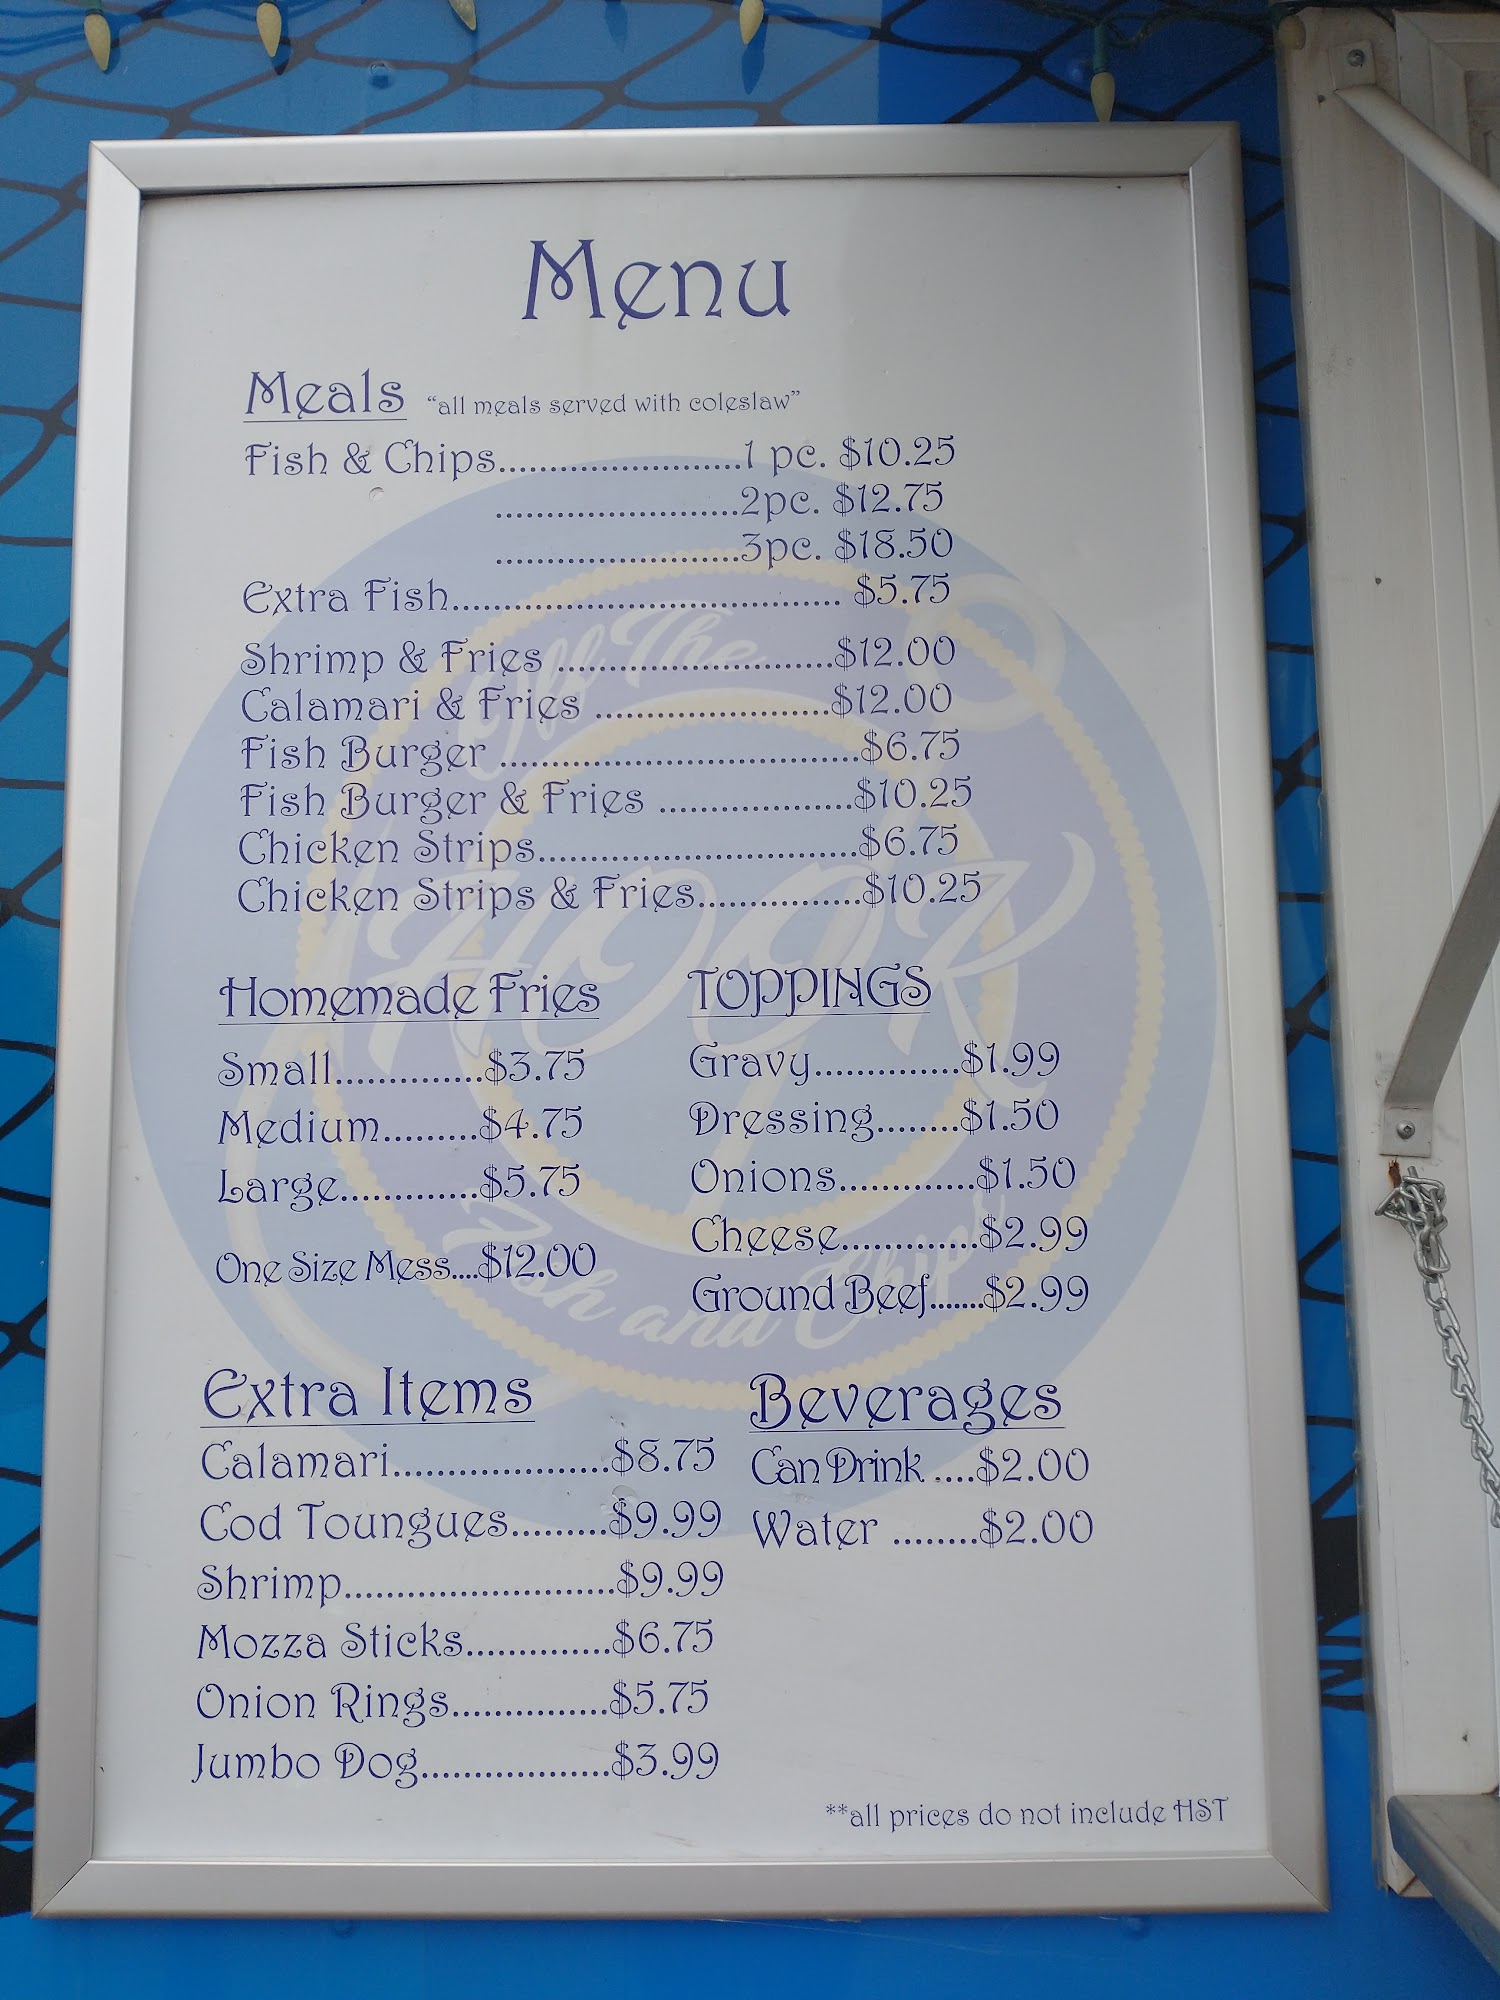 Menu
Meals "all meals served with coleslaw"
Fish & Chips........................1 pc. $10.25
........................2pc. $12.75
........................3pc. $18.50
Extra Fish...................................... $5.75
Shrimp & Fries ...........................$12.00
Calamari & Fries .......................$12.00
Fish Burger ...................................$6.75
Fish Burger & Fries ...................$10.25
Chicken Strips...............................$6.75
Chicken Strips & Fries................$10.25
Homemade Fries
Small..............$3.75
Medium.........$4.75
Large.............$5.75
One Size Mess....$12.00
TOPPINGS
Gravy..............$1.99
Dressing........$1.50
Onions.............$1.50
Cheese.............$2.99
Ground Beef.......$2.99
Extra Items
Calamari.....................$8.75
Cod Toungues.........$9.99
Shrimp..........................$9.99
Mozza Sticks..............$6.75
Onion Rings...............$5.75
Jumbo Dog..................$3.99
Beverages
Can Drink ....$2.00
Water ........$2.00
**all prices do not include HST
Off The
HOOK
Fish and Chips